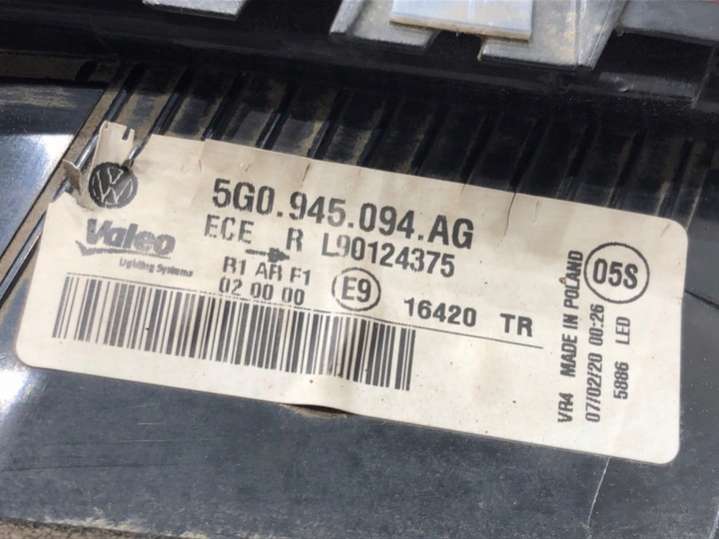 5G0.945.094.AG
Valeo
Lighting Systems
ECE R L90124375
R1 AR F1
02 00 00
E9
16420 TR
VR4 MADE IN POLAND
07/02/20 00:26
5886 LED
05S